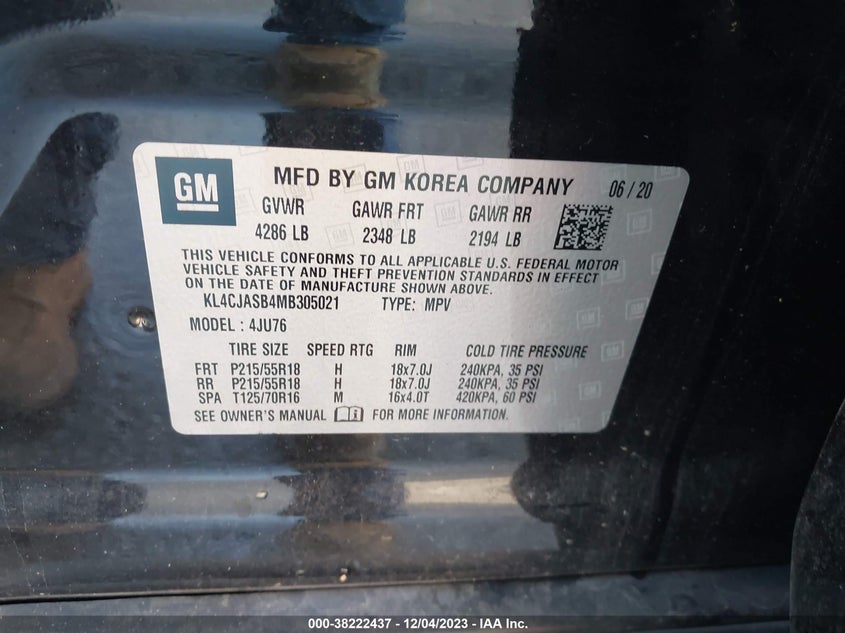 GM
MFD BY GM KOREA COMPANY 06 / 20
GVWR GAWR FRT GAWR RR
4286 LB 2348 LB 2194 LB
THIS VEHICLE CONFORMS TO ALL APPLICABLE U.S. FEDERAL MOTOR
VEHICLE SAFETY AND THEFT PREVENTION STANDARDS IN EFFECT
ON THE DATE OF MANUFACTURE SHOWN ABOVE.
KL4CJASB4MB305021 TYPE: MPV
MODEL : 4JU76
TIRE SIZE SPEED RTG RIM COLD TIRE PRESSURE
FRT P215/55R18 H 18x7.0J 240KPA, 35 PSI
RR P215/55R18 H 18x7.0J 240KPA, 35 PSI
SPA T125/70R16 M 16x4.0T 420KPA, 60 PSI
SEE OWNER'S MANUAL FOR MORE INFORMATION.
000-38222437 - 12/04/2023 - IAA Inc.